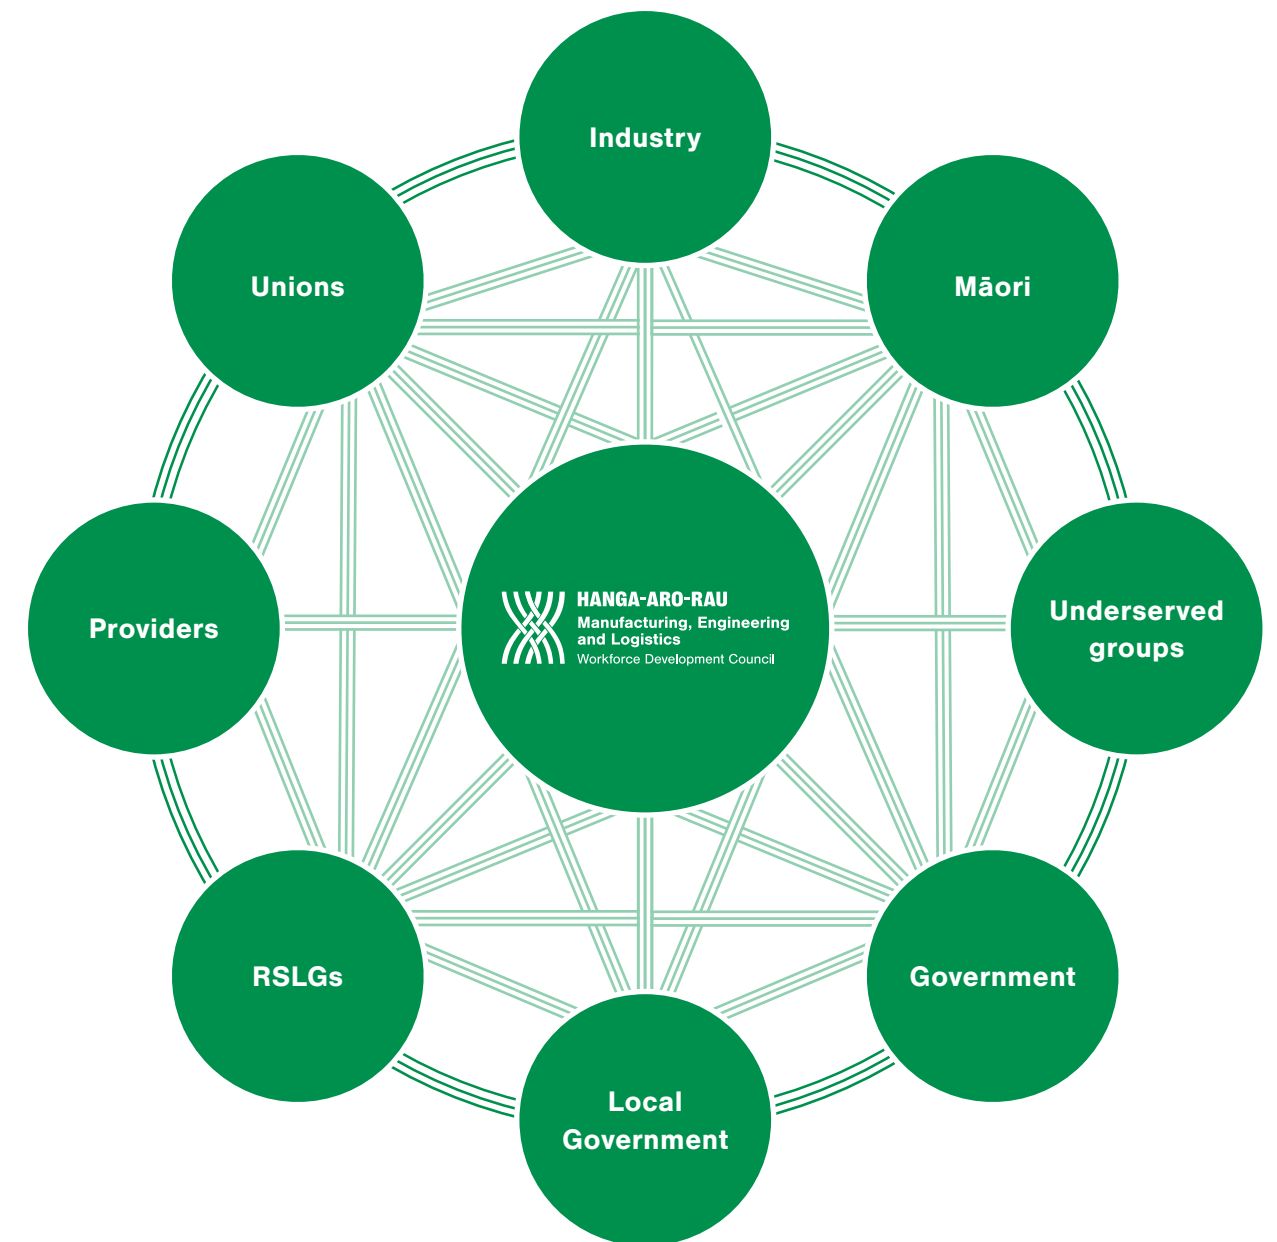 Industry
Unions
Māori
HANGA-ARO-RAU
Manufacturing, Engineering
and Logistics
Workforce Development Council
Providers
Underserved
groups
RSLGs
Government
Local
Government